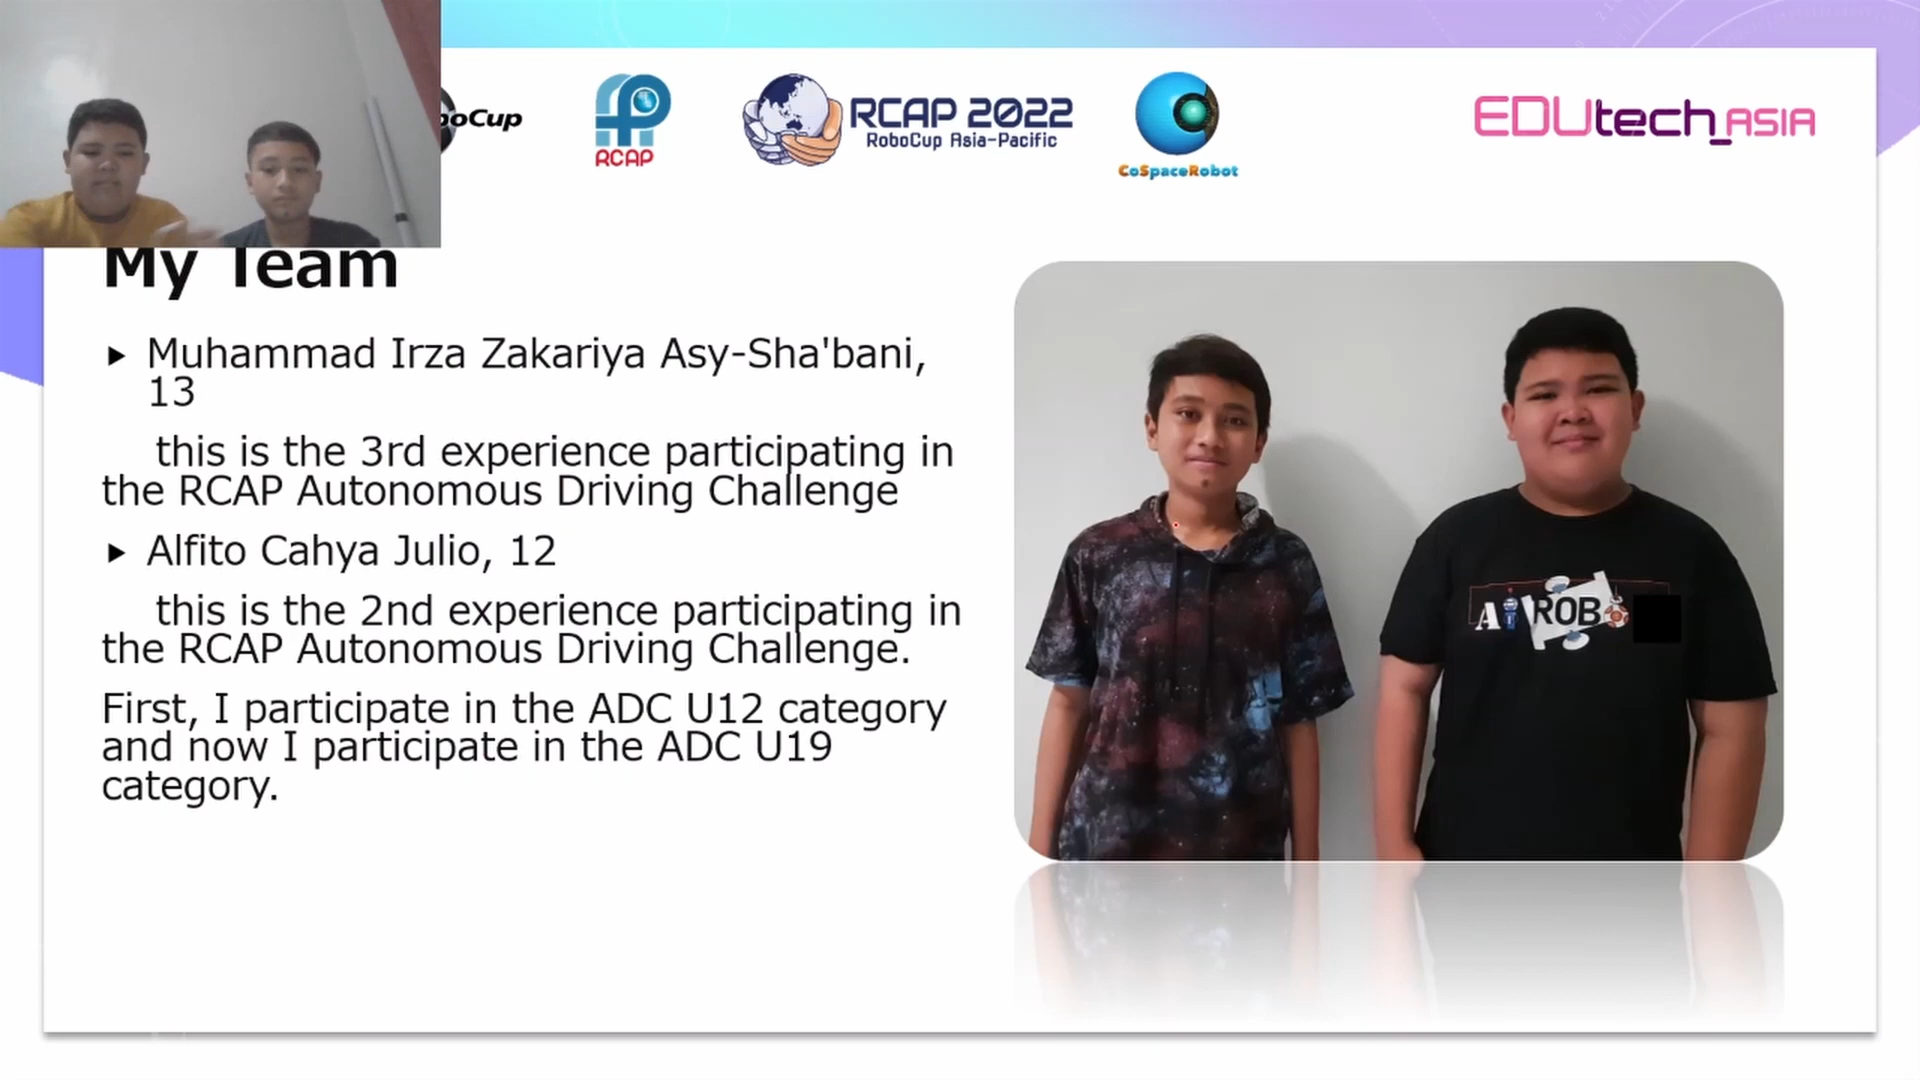 boCup
RCAP
RCAP 2022
RoboCup Asia-Pacific
CoSpaceRobot
EDUtech_ASIA
My Team
Muhammad Irza Zakariya Asy-Sha'bani,
13
this is the 3rd experience participating in
the RCAP Autonomous Driving Challenge
Alfito Cahya Julio, 12
this is the 2nd experience participating in
the RCAP Autonomous Driving Challenge.
First, I participate in the ADC U12 category
and now I participate in the ADC U19
category.
Ai ROBO